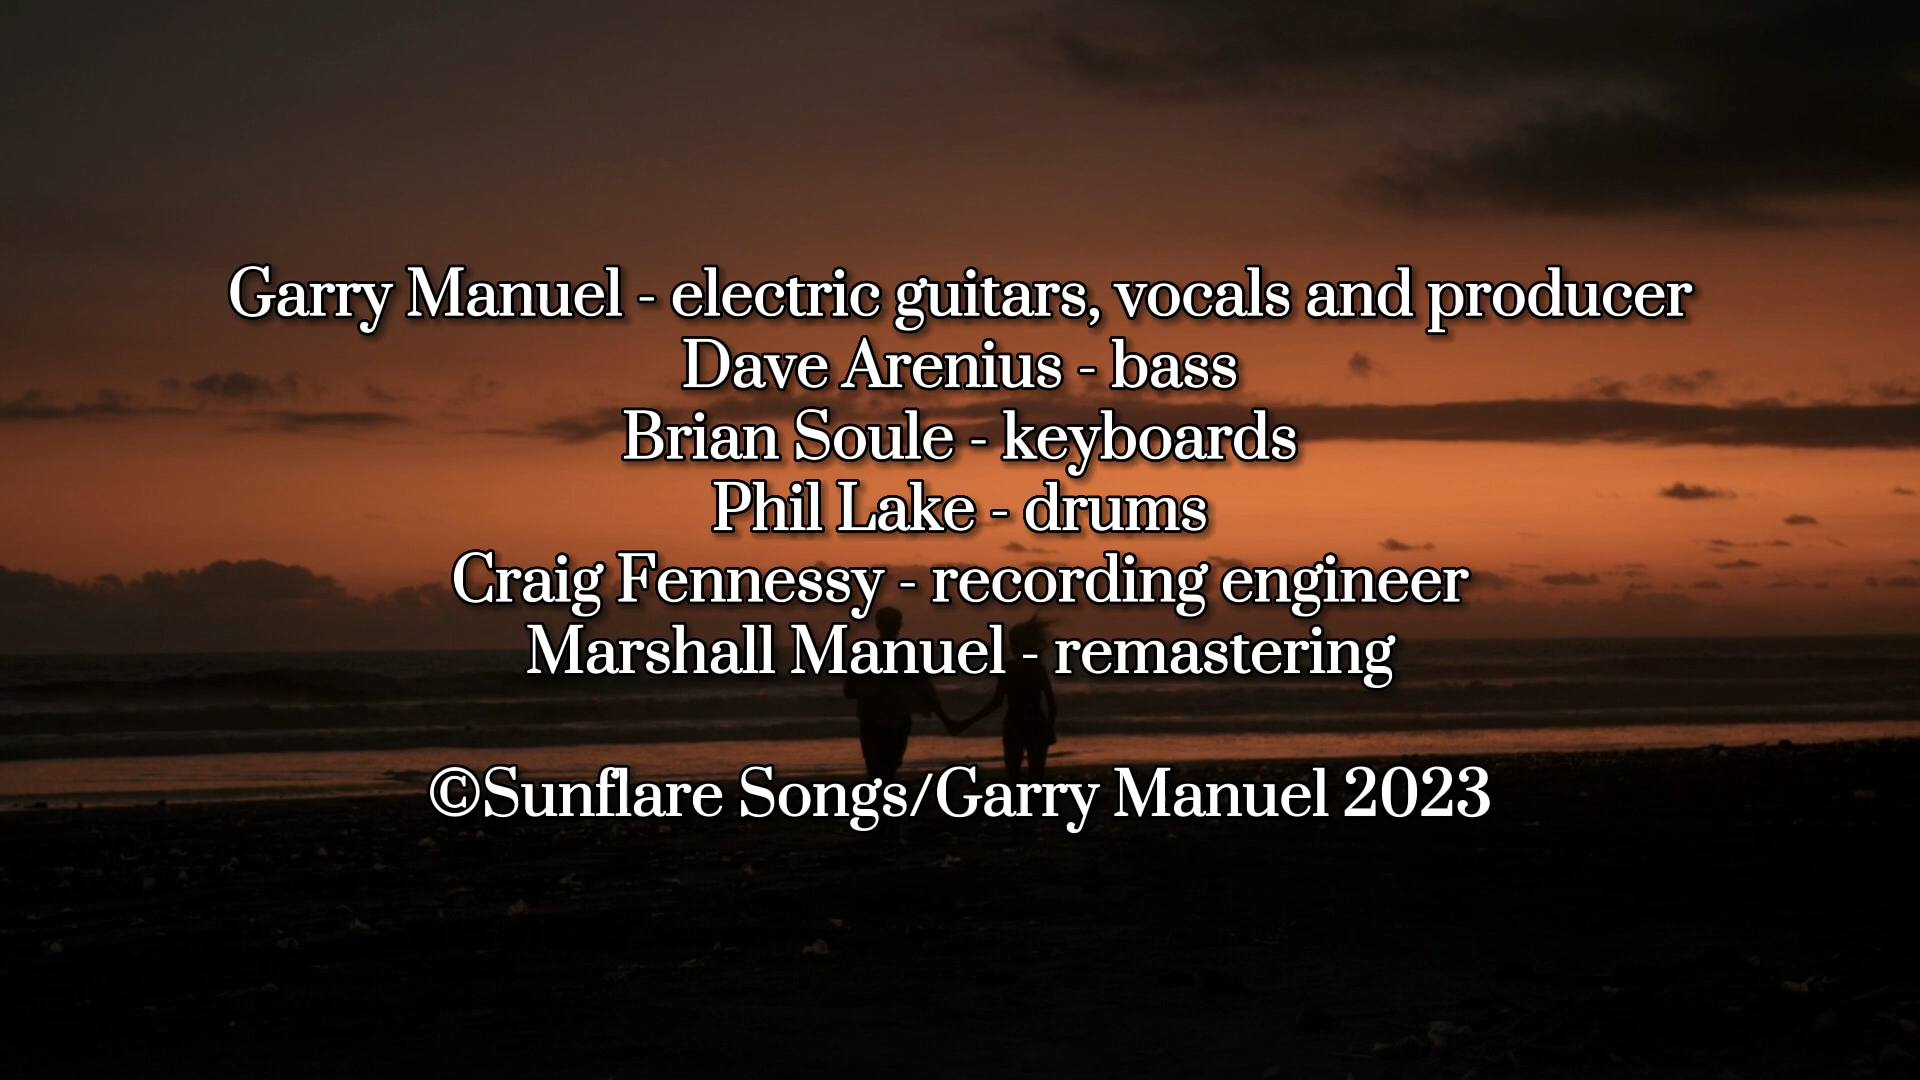 Garry Manuel - electric guitars, vocals and producer
Dave Arenius - bass
Brian Soule - keyboards
Phil Lake - drums
Craig Fennessy - recording engineer
Marshall Manuel - remastering
©Sunflare Songs/Garry Manuel 2023